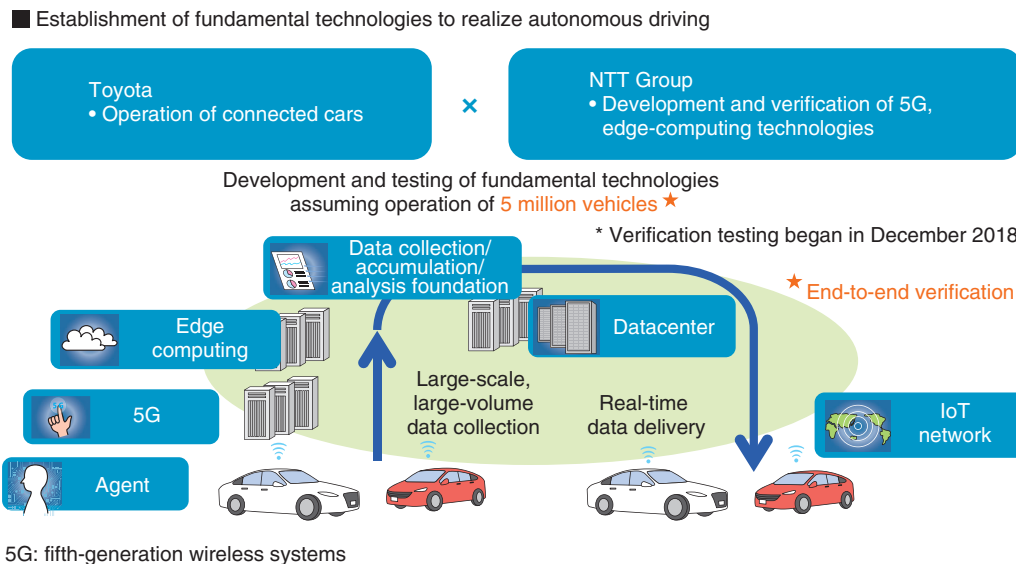 ■ Establishment of fundamental technologies to realize autonomous driving
Toyota
• Operation of connected cars
×
NTT Group
• Development and verification of 5G,
edge-computing technologies
Development and testing of fundamental technologies
assuming operation of 5 million vehicles ★
* Verification testing began in December 2018
Data collection/
accumulation/
analysis foundation
★ End-to-end verification
Edge
computing
Datacenter
5G
Large-scale,
large-volume
data collection
Real-time
data delivery
IoT
network
Agent
5G: fifth-generation wireless systems